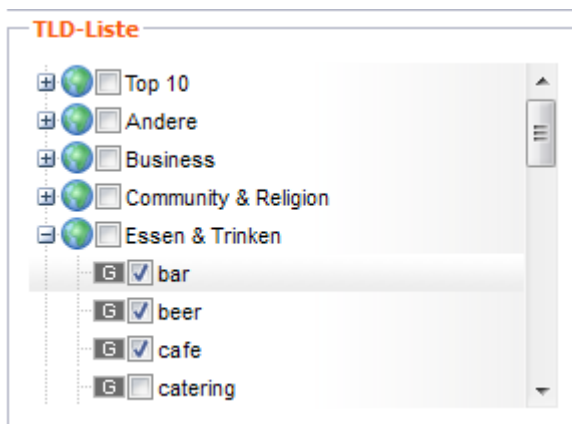 TLD-Liste
Top 10
Andere
Business
Community & Religion
Essen & Trinken
G bar
G beer
G cafe
G catering